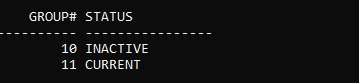 GROUP# STATUS
---------- ----------------
10 INACTIVE
11 CURRENT